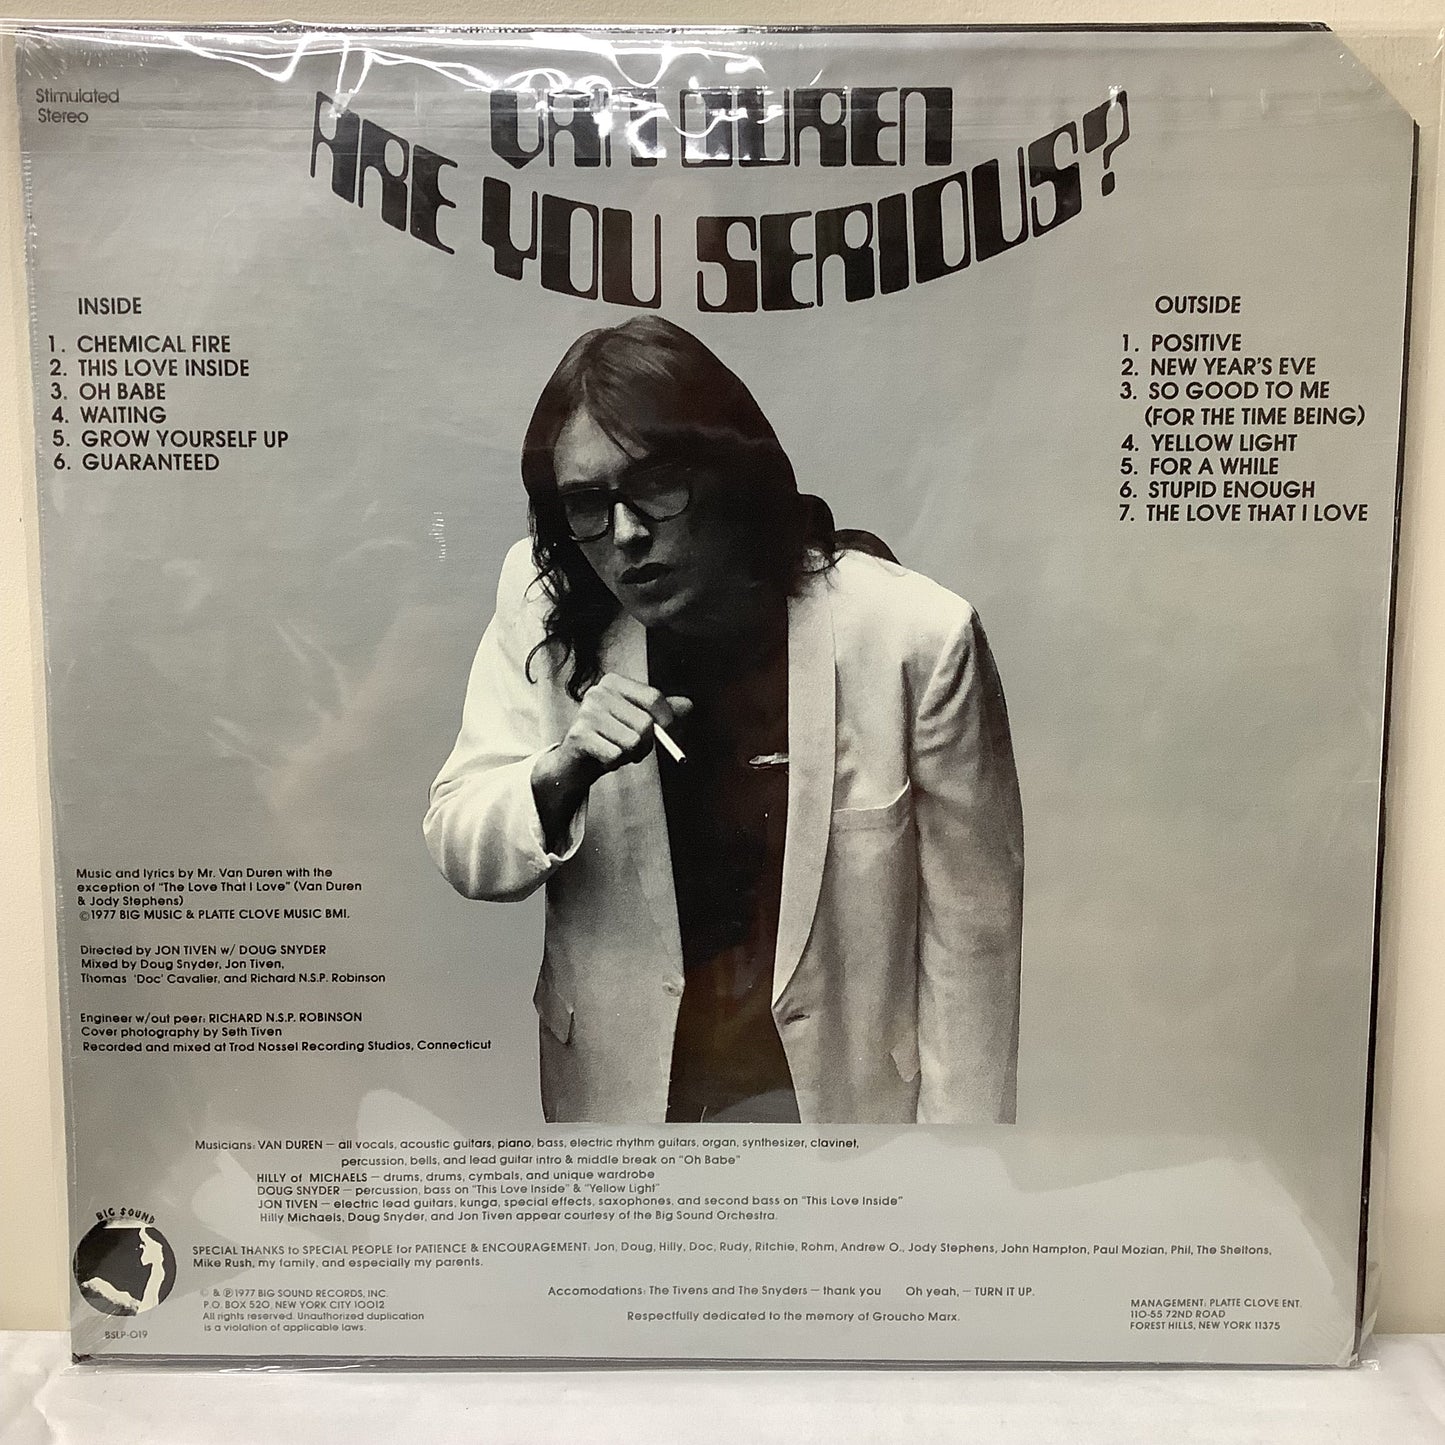 Stimulated
Stereo
VAN DUREN
ARE YOU SERIOUS?
INSIDE
1. CHEMICAL FIRE
2. THIS LOVE INSIDE
3. OH BABE
4. WAITING
5. GROW YOURSELF UP
6. GUARANTEED
OUTSIDE
1. POSITIVE
2. NEW YEAR'S EVE
3. SO GOOD TO ME
(FOR THE TIME BEING)
4. YELLOW LIGHT
5. FOR A WHILE
6. STUPID ENOUGH
7. THE LOVE THAT I LOVE
Music and lyrics by Mr. Van Duren with the
exception of "The Love That I Love" (Van Duren
& Jody Stephens)
©1977 BIG MUSIC & PLATTE CLOVE MUSIC BMI.
Directed by JON TIVEN w/ DOUG SNYDER
Mixed by Doug Snyder, Jon Tiven,
Thomas 'Doc' Cavalier, and Richard N.S.P. Robinson
Engineer w/out peer: RICHARD N.S.P. ROBINSON
Cover photography by Seth Tiven
Recorded and mixed at Trod Nossel Recording Studios, Connecticut
Musicians: VAN DUREN — all vocals, acoustic guitars, piano, bass, electric rhythm guitars, organ, synthesizer, clavinet,
percussion, bells, and lead guitar intro & middle break on "Oh Babe"
HILLY of MICHAELS — drums, drums, cymbals, and unique wardrobe
DOUG SNYDER — percussion, bass on "This Love Inside" & "Yellow Light"
JON TIVEN — electric lead guitars, kunga, special effects, saxophones, and second bass on "This Love Inside"
Hilly Michaels, Doug Snyder, and Jon Tiven appear courtesy of the Big Sound Orchestra.
BIG SOUND
SPECIAL THANKS to SPECIAL PEOPLE for PATIENCE & ENCOURAGEMENT: Jon, Doug, Hilly, Doc, Rudy, Ritchie, Rohm, Andrew O., Jody Stephens, John Hampton, Paul Mozian, Phil, The Sheltons,
Mike Rush, my family, and especially my parents.
© & ℗1977 BIG SOUND RECORDS, INC.
P.O. BOX 520, NEW YORK CITY 10012
All rights reserved. Unauthorized duplication
is a violation of applicable laws.
BSLP-019
Accomodations: The Tivens and The Snyders — thank you Oh yeah, — TURN IT UP.
Respectfully dedicated to the memory of Groucho Marx.
MANAGEMENT: PLATTE CLOVE ENT.
110-55 72ND ROAD
FOREST HILLS, NEW YORK 11375